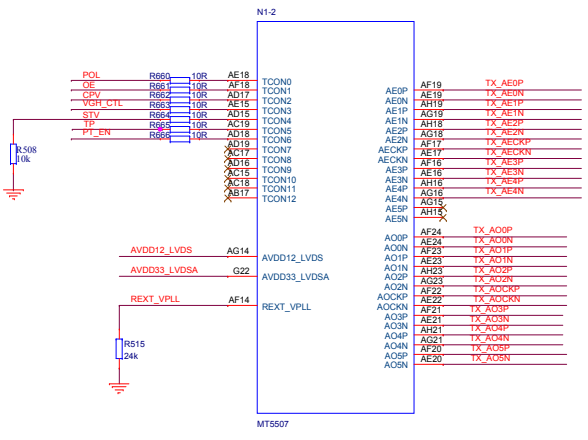 N1-2
POL R660 10R AE18 TCON0
OE R661 10R AF18 TCON1
CPV R662 10R AD17 TCON2
VGH_CTL R663 10R AE15 TCON3
STV R664 10R AD15 TCON4
TP R665 10R AC19 TCON5
PT_EN R666 10R AD18 TCON6
AD19 TCON7
AC17 TCON8
AD16 TCON9
AC15 TCON10
AC18 TCON11
AB17 TCON12
R508
10k
AVDD12_LVDS AG14 AVDD12_LVDS
AVDD33_LVDSA G22 AVDD33_LVDSA
REXT_VPLL AF14 REXT_VPLL
R515
24k
AE0P AF19 TX_AE0P
AE0N AE19 TX_AE0N
AE1P AH19 TX_AE1P
AE1N AG19 TX_AE1N
AE2P AH18 TX_AE2P
AE2N AG18 TX_AE2N
AECKP AF17 TX_AECKP
AECKN AE17 TX_AECKN
AE3P AF16 TX_AE3P
AE3N AE16 TX_AE3N
AE4P AH16 TX_AE4P
AE4N AG16 TX_AE4N
AE5P AG15
AE5N AH15
AO0P AF24 TX_AO0P
AO0N AE24 TX_AO0N
AO1P AF23 TX_AO1P
AO1N AE23 TX_AO1N
AO2P AH23 TX_AO2P
AO2N AG23 TX_AO2N
AOCKP AF22 TX_AOCKP
AOCKN AE22 TX_AOCKN
AO3P AF21 TX_AO3P
AO3N AE21 TX_AO3N
AO4P AH21 TX_AO4P
AO4N AG21 TX_AO4N
AO5P AF20 TX_AO5P
AO5N AE20 TX_AO5N
MT5507